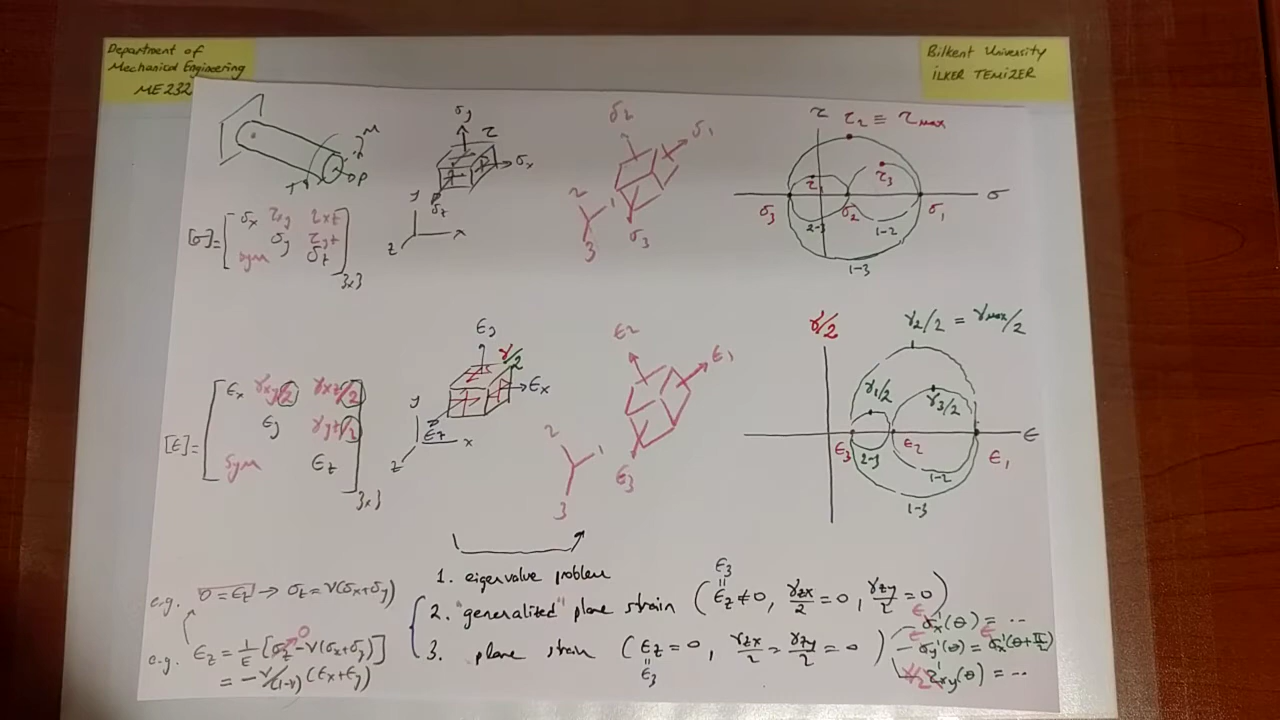 Department of
Mechanical Engineering
ME232
Bilkent University
İLKER TEMİZER
M
T
P
[σ]=
σx τxy τxz
σy τyz
sym σz
3x3
σy
τ
σx
σz
y
x
z
σ2
σ1
σ3
2
1
3
τ
τ2 ≡ τmax
τ1
τ3
σ
σ3
σ2
σ1
2-3
1-2
1-3
[ε]=
εx γxy/2 γxz/2
εy γyz/2
sym εz
3x3
εy
γ/2
εx
εz
y
x
z
ε2
ε1
ε3
2
1
3
γ/2
γ2/2 = γmax/2
γ1/2
γ3/2
ε
ε3
ε2
ε1
2-3
1-2
1-3
1. eigenvalue problem
2. "generalized" plane strain (εz≠0, γzx/2=0, γzy/2=0)
ε3
=
3. plane strain (εz=0, γzx/2=γzy/2=0)
=
ε3
e.g. 0=εz → σz=ν(σx+σy)
e.g. εz = 1/E [σz-ν(σx+σy)]
0
= -ν/(1-ν) (εx+εy)
σx'(θ) = ...
σy'(θ) = σx'(θ+π/2)
τ'xy(θ) = ...
ε
ε
γ/2